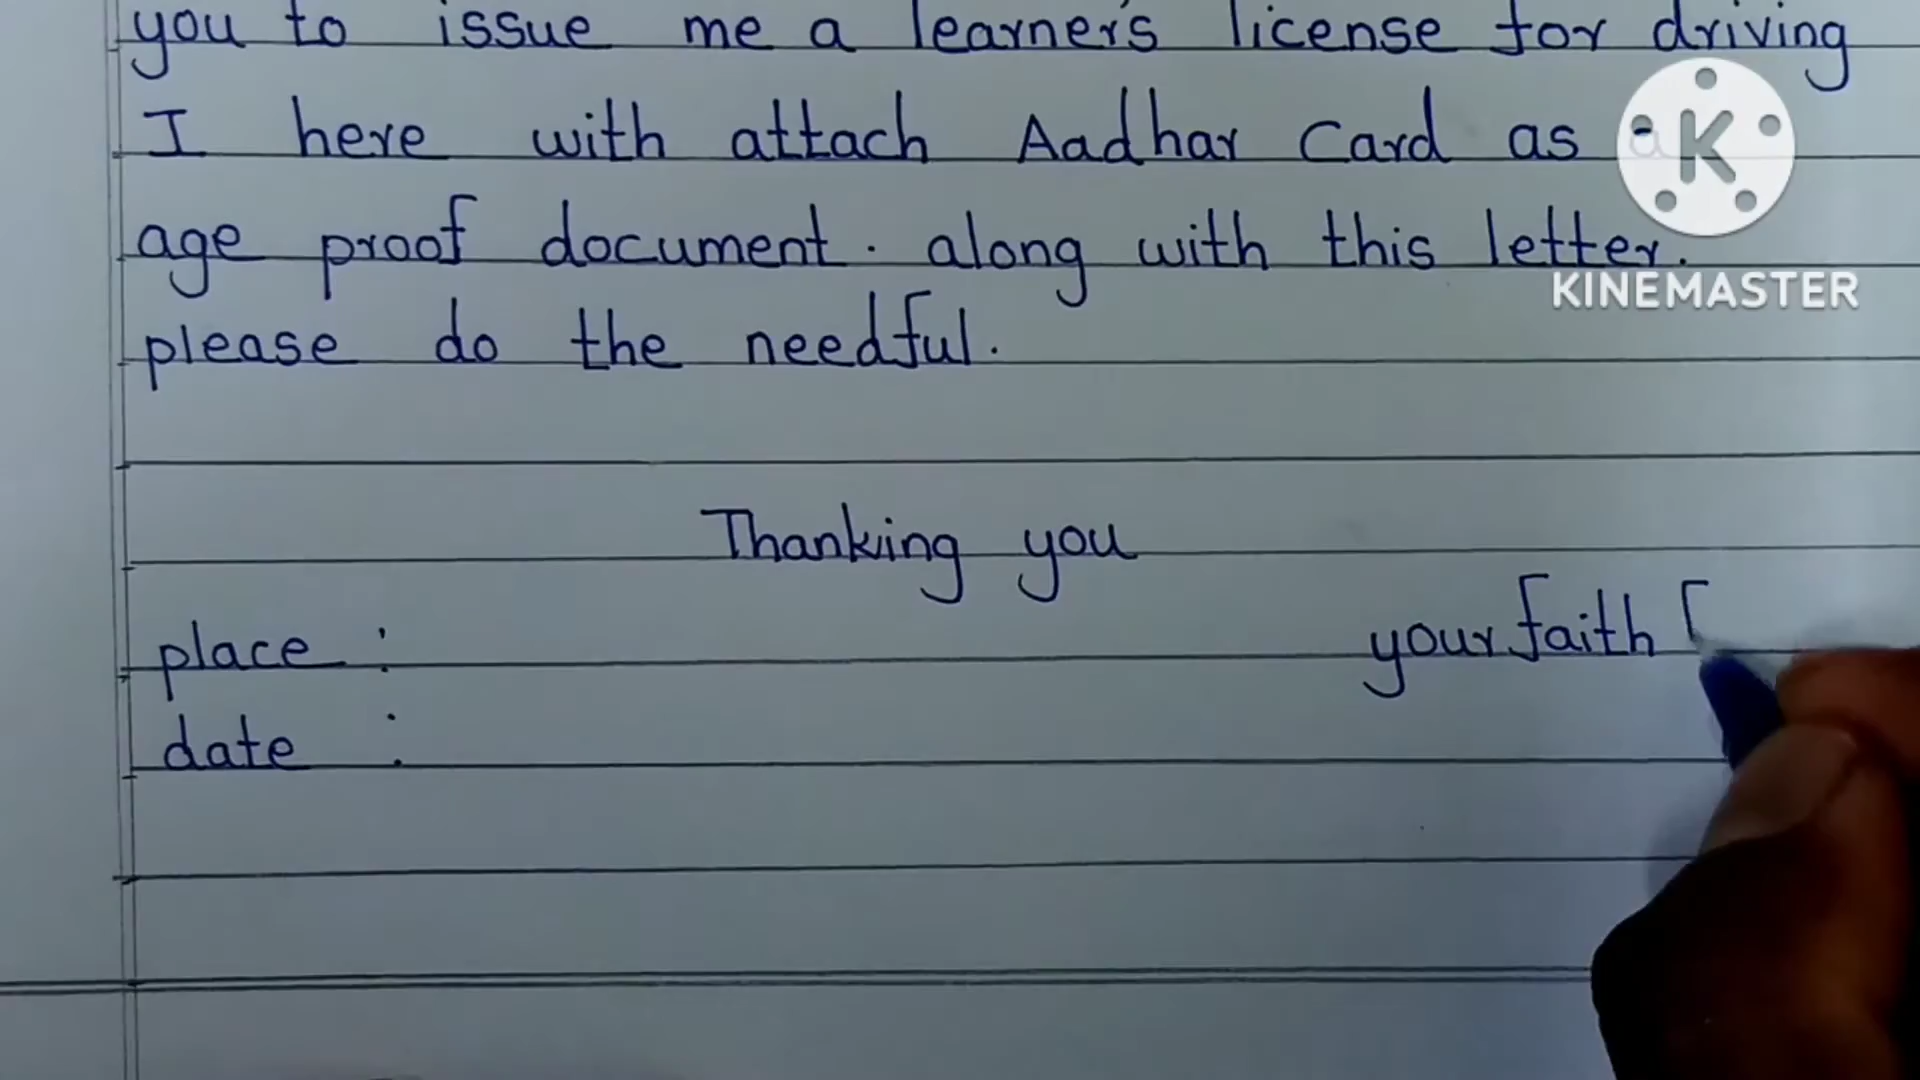 you to issue me a learner's license for driving
I here with attach Aadhar Card as a
age proof document. along with this letter.
KINEMASTER
please do the needful.
Thanking you
place :
your faith f
date :